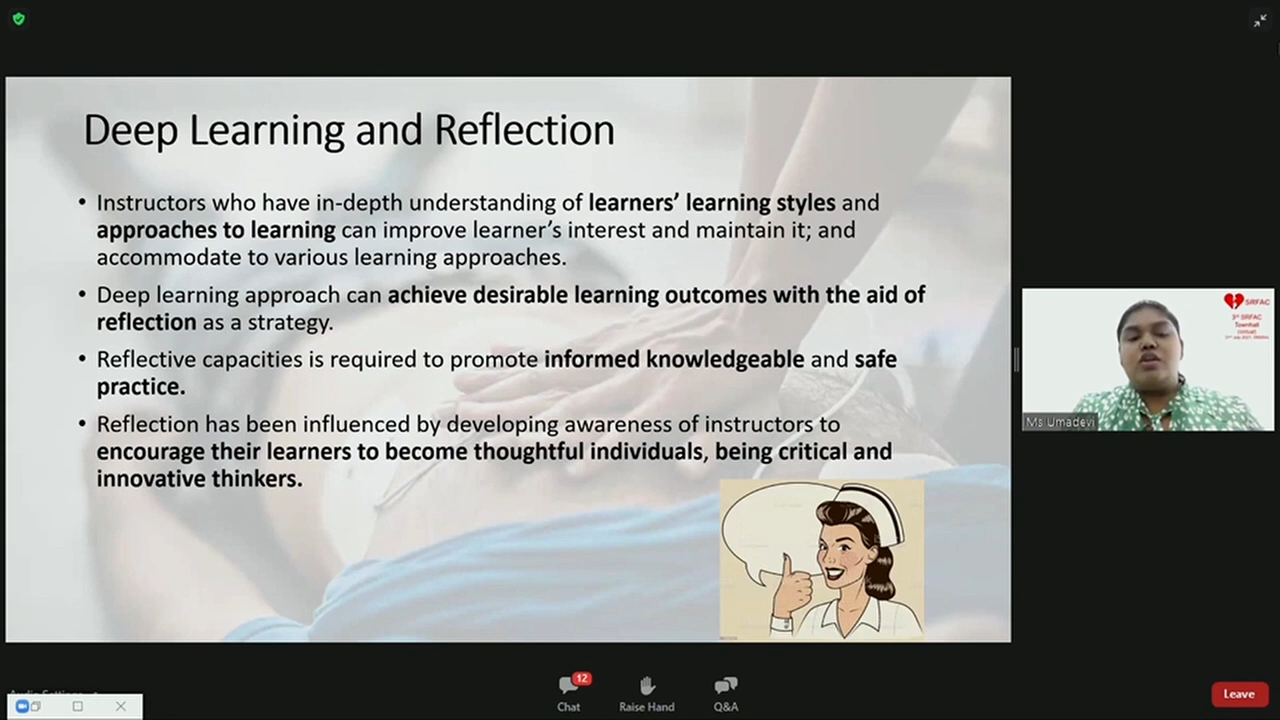 Deep Learning and Reflection
• Instructors who have in-depth understanding of learners’ learning styles and
approaches to learning can improve learner’s interest and maintain it; and
accommodate to various learning approaches.
• Deep learning approach can achieve desirable learning outcomes with the aid of
reflection as a strategy.
• Reflective capacities is required to promote informed knowledgeable and safe
practice.
• Reflection has been influenced by developing awareness of instructors to
encourage their learners to become thoughtful individuals, being critical and
innovative thinkers.
SRFAC
3rd SRFAC
Townhall
Ms Umadevi
12
Chat
Raise Hand
Q&A
Leave